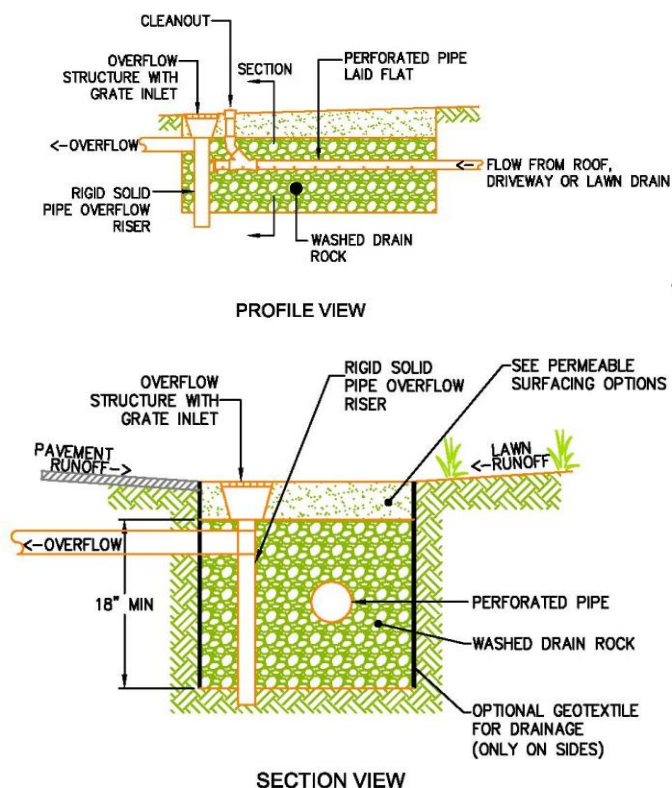 CLEANOUT
OVERFLOW
STRUCTURE WITH
GRATE INLET
SECTION
PERFORATED PIPE
LAID FLAT
<-OVERFLOW
FLOW FROM ROOF,
DRIVEWAY OR LAWN DRAIN
RIGID SOLID
PIPE OVERFLOW
RISER
WASHED DRAIN
ROCK
PROFILE VIEW
OVERFLOW
STRUCTURE WITH
GRATE INLET
RIGID SOLID
PIPE OVERFLOW
RISER
SEE PERMEABLE
SURFACING OPTIONS
PAVEMENT
RUNOFF->
LAWN
<-RUNOFF
<-OVERFLOW
18" MIN
PERFORATED PIPE
WASHED DRAIN ROCK
OPTIONAL GEOTEXTILE
FOR DRAINAGE
(ONLY ON SIDES)
SECTION VIEW